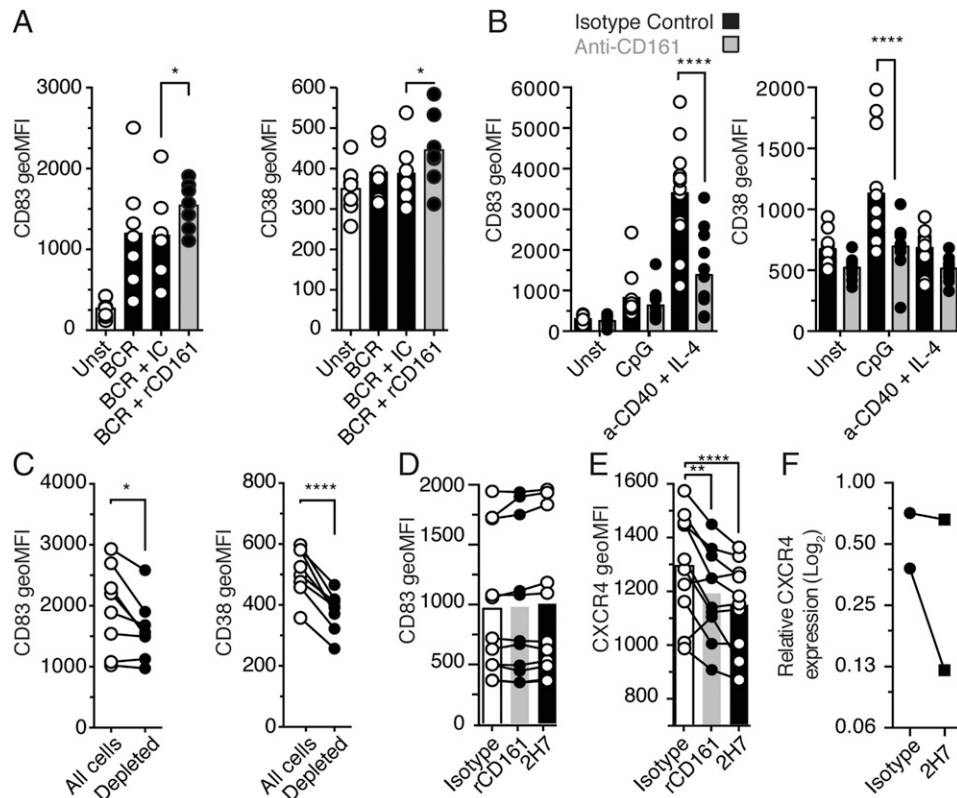 A
B
Isotype Control
Anti-CD161
CD83 geoMFI
3000
2000
1000
0
*
Unst
BCR
BCR + IC
BCR + rCD161
CD38 geoMFI
600
500
400
300
200
100
0
*
Unst
BCR
BCR + IC
BCR + rCD161
CD83 geoMFI
6000
5000
4000
3000
2000
1000
0
****
Unst
CpG
a-CD40 + IL-4
CD38 geoMFI
2000
1500
1000
500
0
****
Unst
CpG
a-CD40 + IL-4
C
CD83 geoMFI
4000
3000
2000
1000
0
*
All cells
Depleted
CD38 geoMFI
800
600
400
200
0
****
All cells
Depleted
D
CD83 geoMFI
2000
1500
1000
500
0
Isotype
rCD161
2H7
E
CXCR4 geoMFI
1600
1400
1200
1000
800
****
**
Isotype
rCD161
2H7
F
Relative CXCR4
expression (Log2)
1.00
0.50
0.25
0.13
0.06
Isotype
2H7